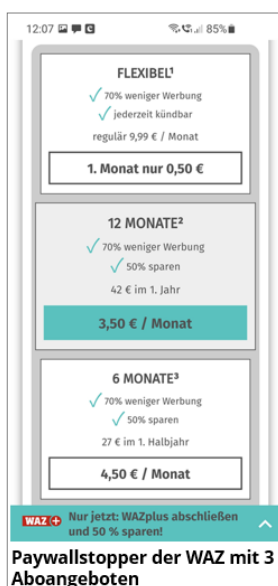 12:07 85%
FLEXIBEL¹
✓ 70% weniger Werbung
✓ jederzeit kündbar
regulär 9,99 € / Monat
1. Monat nur 0,50 €
12 MONATE²
✓ 70% weniger Werbung
✓ 50% sparen
42 € im 1. Jahr
3,50 € / Monat
6 MONATE³
✓ 70% weniger Werbung
✓ 50% sparen
27 € im 1. Halbjahr
4,50 € / Monat
WAZ + Nur jetzt: WAZplus abschließen
und 50 % sparen!
Paywallstopper der WAZ mit 3
Aboangeboten